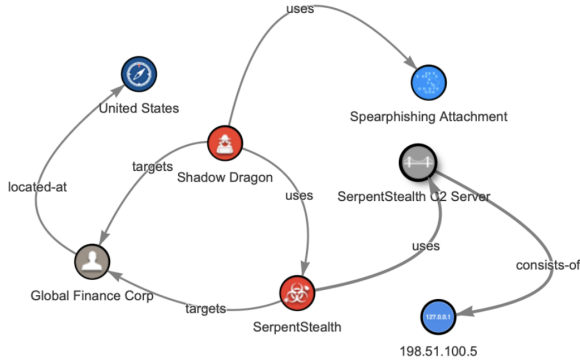 uses
United States
Spearphishing Attachment
targets
Shadow Dragon
located-at
uses
SerpentStealth C2 Server
uses
consists-of
Global Finance Corp
targets
SerpentStealth
127.0.0.1
198.51.100.5